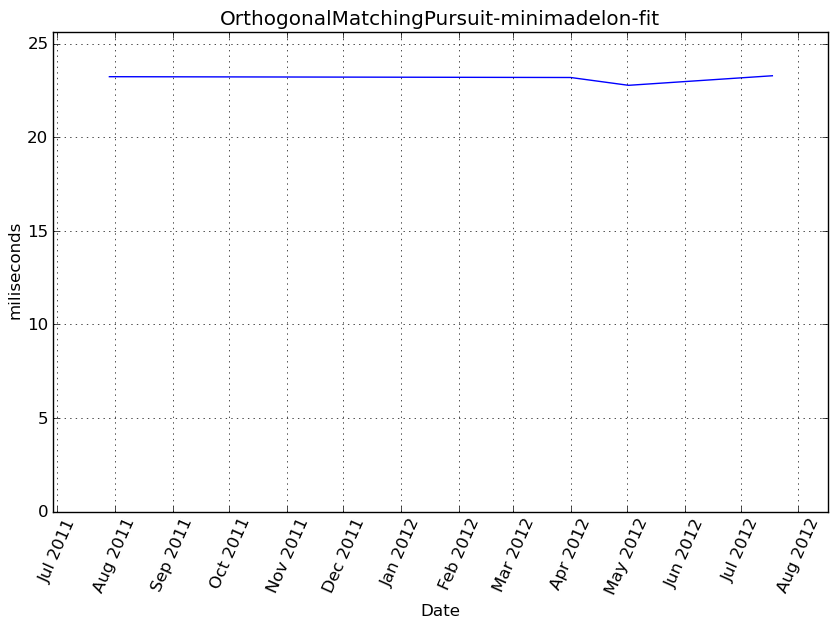 OrthogonalMatchingPursuit-minimadelon-fit
25
20
15
10
5
0
miliseconds
Jul 2011
Aug 2011
Sep 2011
Oct 2011
Nov 2011
Dec 2011
Jan 2012
Feb 2012
Mar 2012
Apr 2012
May 2012
Jun 2012
Jul 2012
Aug 2012
Date